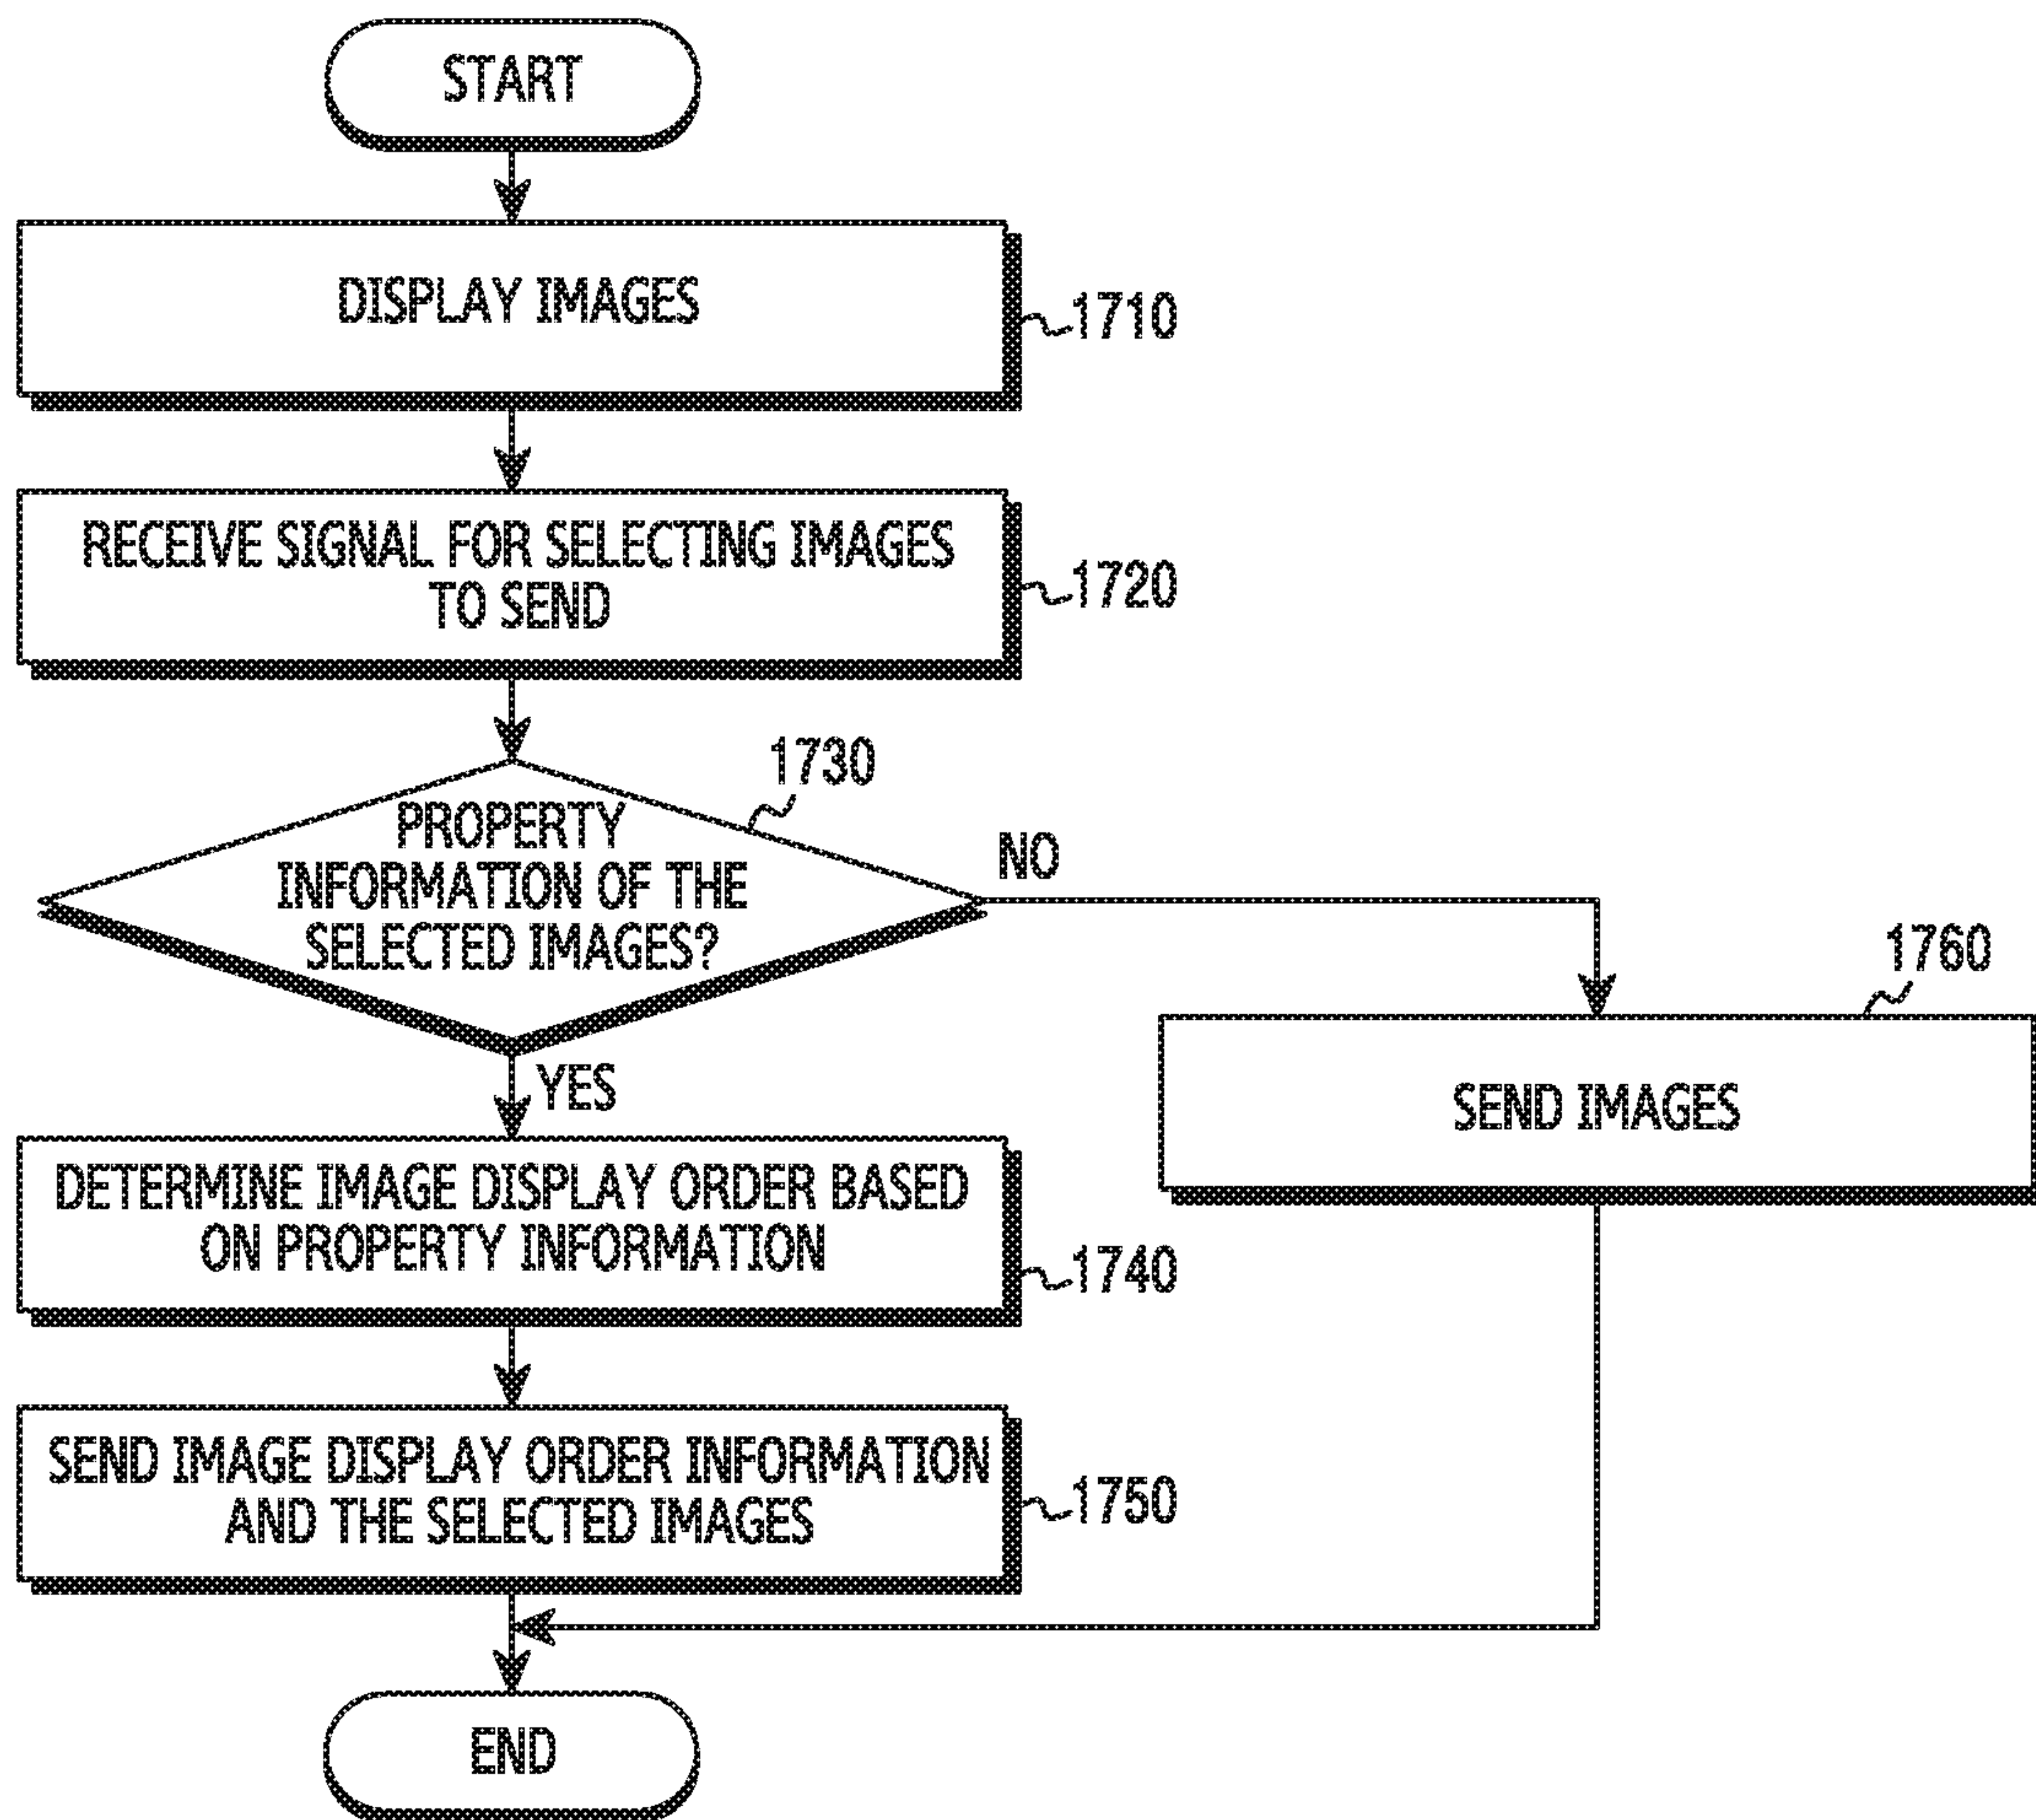 START
DISPLAY IMAGES
1710
RECEIVE SIGNAL FOR SELECTING IMAGES
TO SEND
1720
1730
PROPERTY
INFORMATION OF THE
SELECTED IMAGES?
NO
YES
1760
SEND IMAGES
DETERMINE IMAGE DISPLAY ORDER BASED
ON PROPERTY INFORMATION
1740
SEND IMAGE DISPLAY ORDER INFORMATION
AND THE SELECTED IMAGES
1750
END